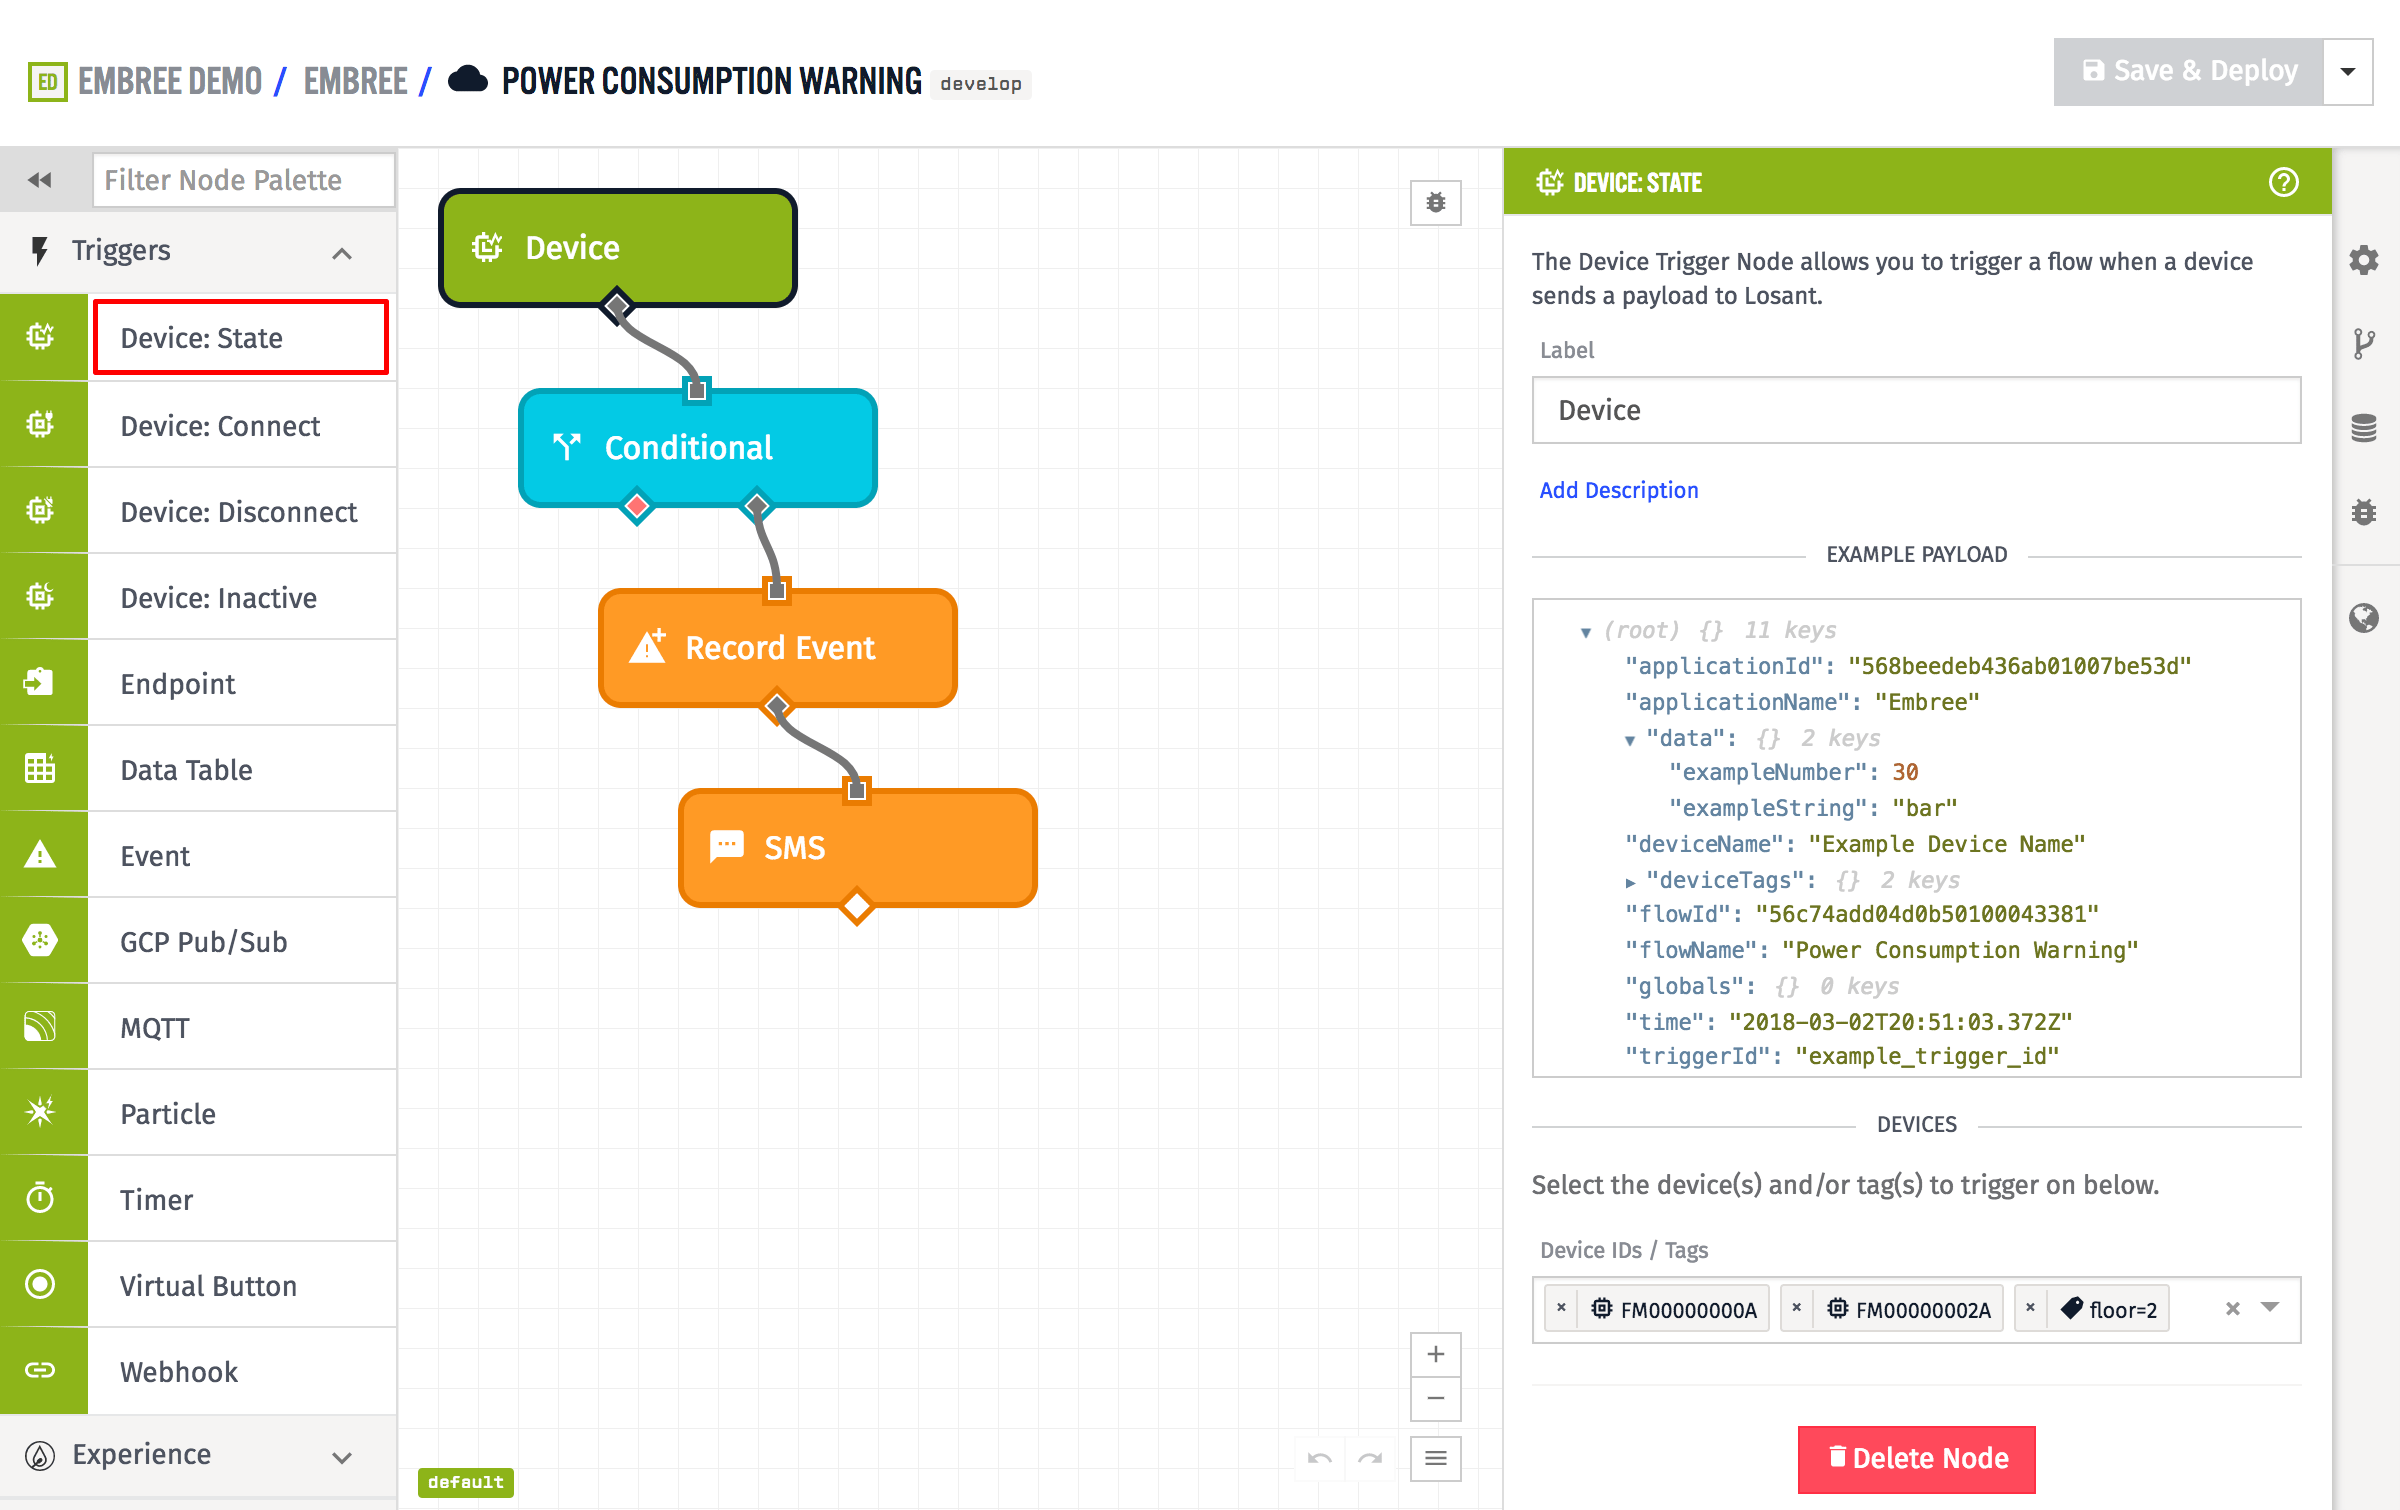 ED EMBREE DEMO / EMBREE / POWER CONSUMPTION WARNING develop
Save & Deploy
Filter Node Palette
Triggers
Device: State
Device: Connect
Device: Disconnect
Device: Inactive
Endpoint
Data Table
Event
GCP Pub/Sub
MQTT
Particle
Timer
Virtual Button
Webhook
Experience
Device
Conditional
Record Event
SMS
default
DEVICE: STATE
The Device Trigger Node allows you to trigger a flow when a device
sends a payload to Losant.
Label
Device
Add Description
EXAMPLE PAYLOAD
(root) {} 11 keys
"applicationId": "568beedeb436ab01007be53d"
"applicationName": "Embree"
"data": {} 2 keys
"exampleNumber": 30
"exampleString": "bar"
"deviceName": "Example Device Name"
"deviceTags": {} 2 keys
"flowId": "56c74add04d0b50100043381"
"flowName": "Power Consumption Warning"
"globals": {} 0 keys
"time": "2018-03-02T20:51:03.372Z"
"triggerId": "example_trigger_id"
DEVICES
Select the device(s) and/or tag(s) to trigger on below.
Device IDs / Tags
× FM00000000A × FM00000002A × floor=2 ×
Delete Node